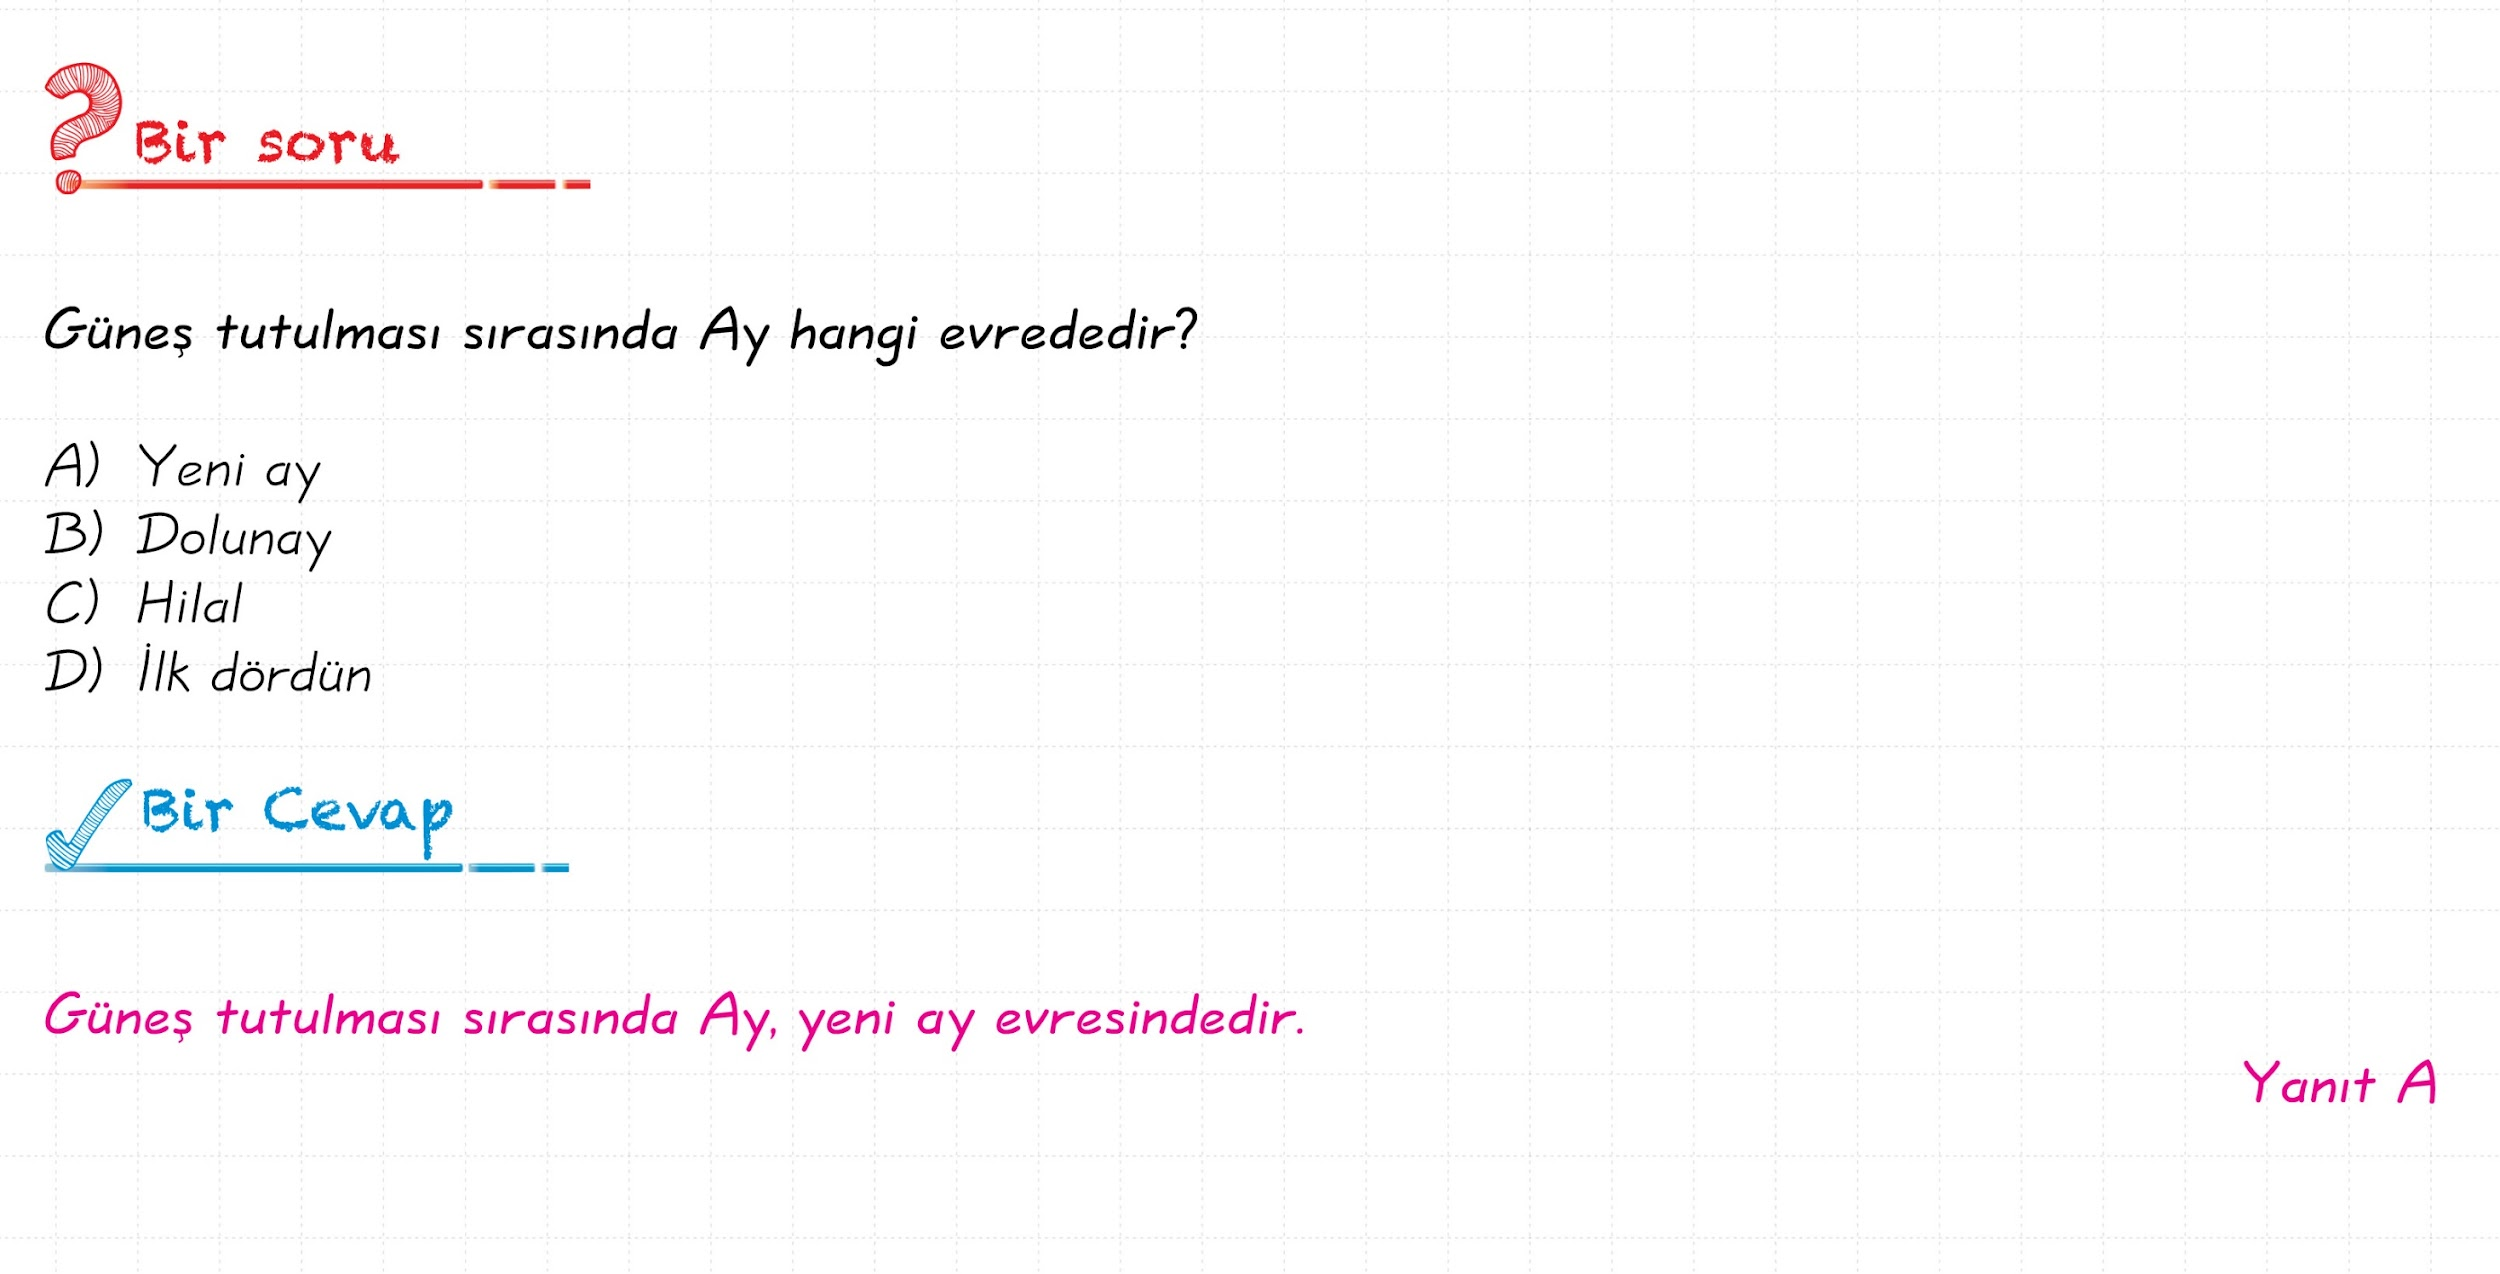 Bir soru
Güneş tutulması sırasında Ay hangi evrededir?
A) Yeni ay
B) Dolunay
C) Hilal
D) İlk dördün
Bir Çevap
Güneş tutulması sırasında Ay, yeni ay evresindedir.
Yanıt A